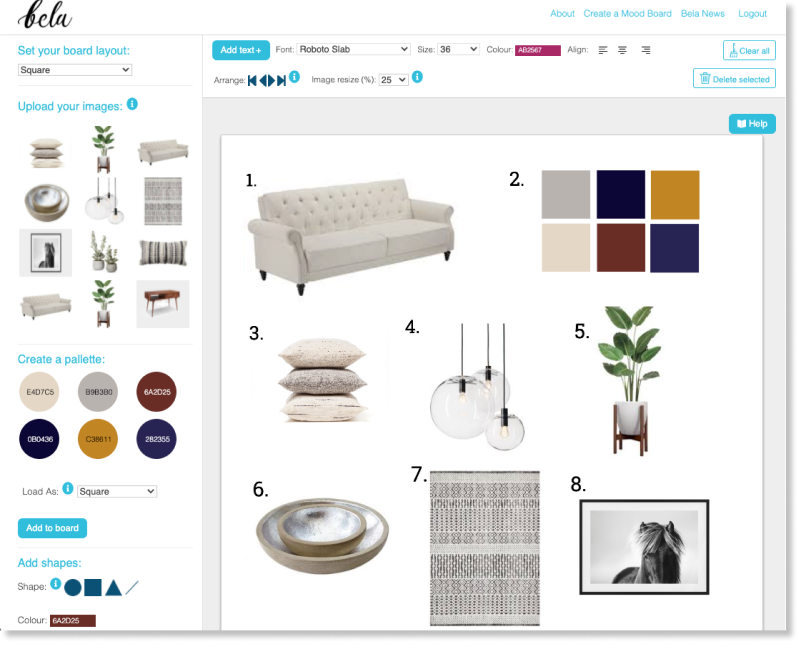 bela
About Create a Mood Board Bela News Logout
Set your board layout:
Square
Upload your images: i
Create a pallette:
E4D7C5 B9B3B0 6A2D25
0B0436 C38611 282355
Load As: i Square
Add to board
Add shapes:
Shape: i
Colour: 6A2D25
Add text + Font: Roboto Slab Size: 36 Colour: AB2567 Align: Clear all
Arrange: i Image resize (%): 25 i Delete selected
Help
1. 2.
3. 4. 5.
6. 7. 8.